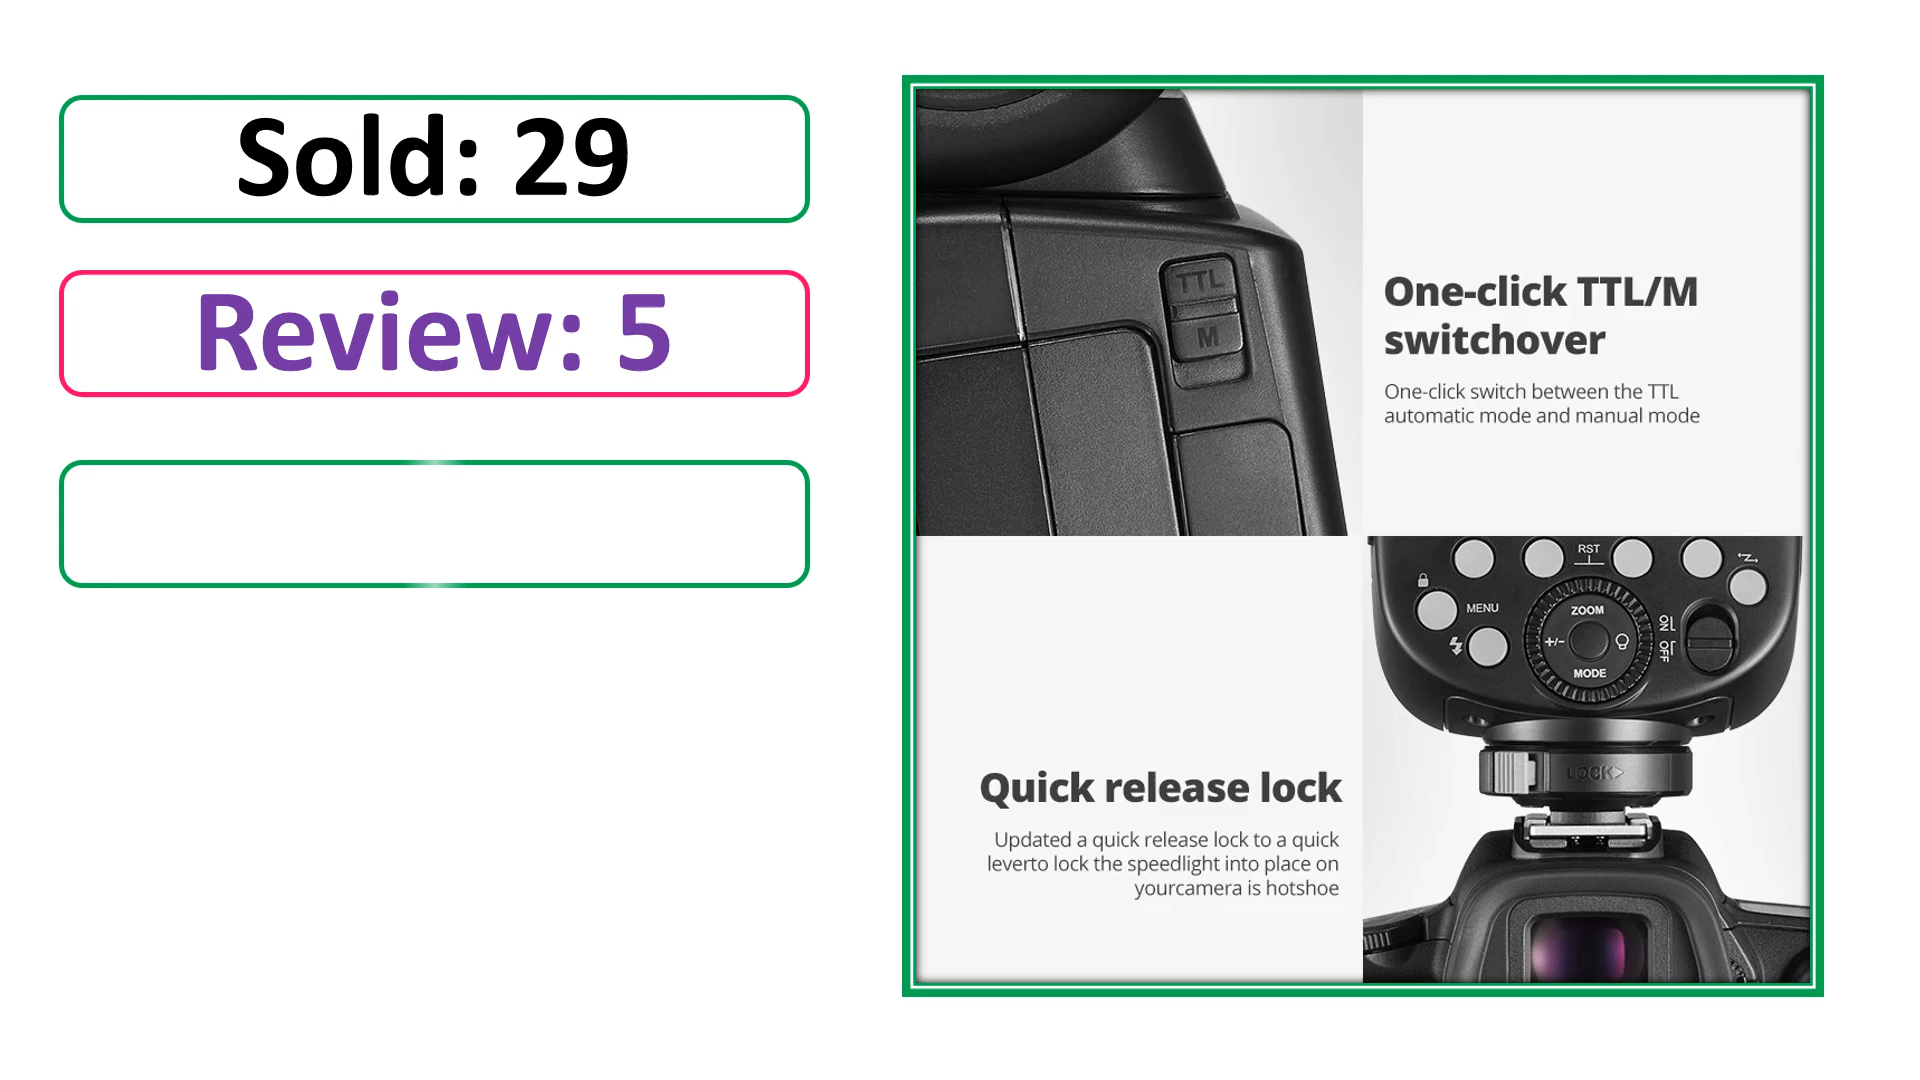 Sold: 29
Review: 5
TTL
M
One-click TTL/M
switchover
One-click switch between the TTL
automatic mode and manual mode
Quick release lock
Updated a quick release lock to a quick
leverto lock the speedlight into place on
yourcamera is hotshoe
RST
MENU
ZOOM
+/-
MODE
ON
OFF
LOCK>